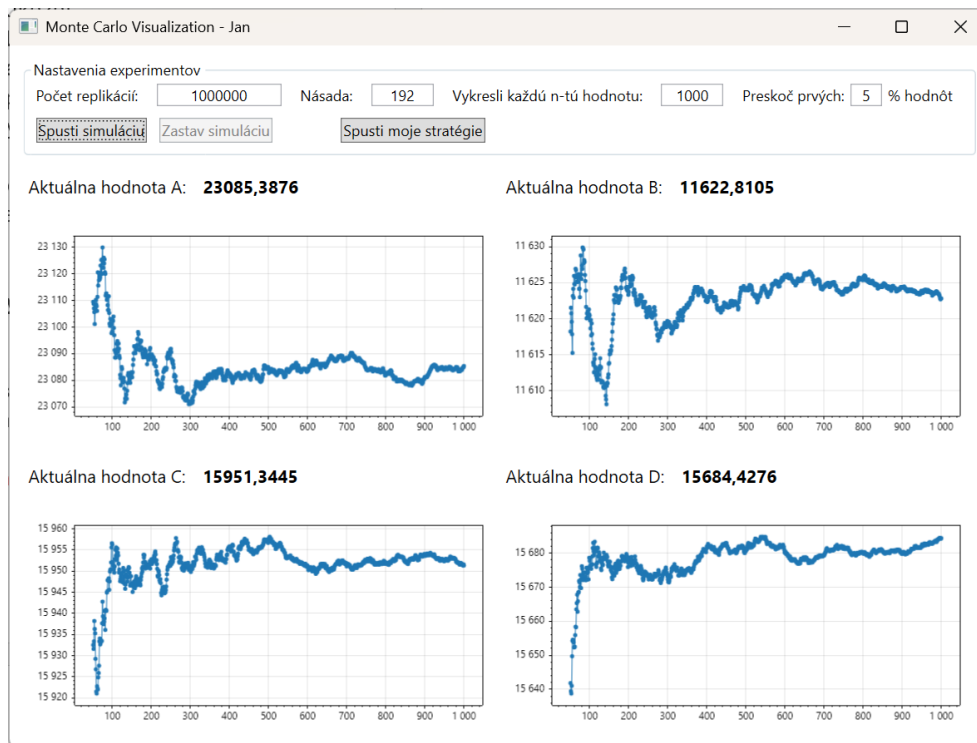 Monte Carlo Visualization - Jan
Nastavenia experimentov
Počet replikácií: 1000000 Násada: 192 Vykresli každú n-tú hodnotu: 1000 Preskoč prvých: 5 % hodnôt
Spusti simuláciu Zastav simuláciu Spusti moje stratégie
Aktuálna hodnota A: 23085,3876
23 130
23 120
23 110
23 100
23 090
23 080
23 070
100 200 300 400 500 600 700 800 900 1 000
Aktuálna hodnota B: 11622,8105
11 630
11 625
11 620
11 615
11 610
100 200 300 400 500 600 700 800 900 1 000
Aktuálna hodnota C: 15951,3445
15 960
15 955
15 950
15 945
15 940
15 935
15 930
15 925
15 920
100 200 300 400 500 600 700 800 900 1 000
Aktuálna hodnota D: 15684,4276
15 680
15 670
15 660
15 650
15 640
100 200 300 400 500 600 700 800 900 1 000